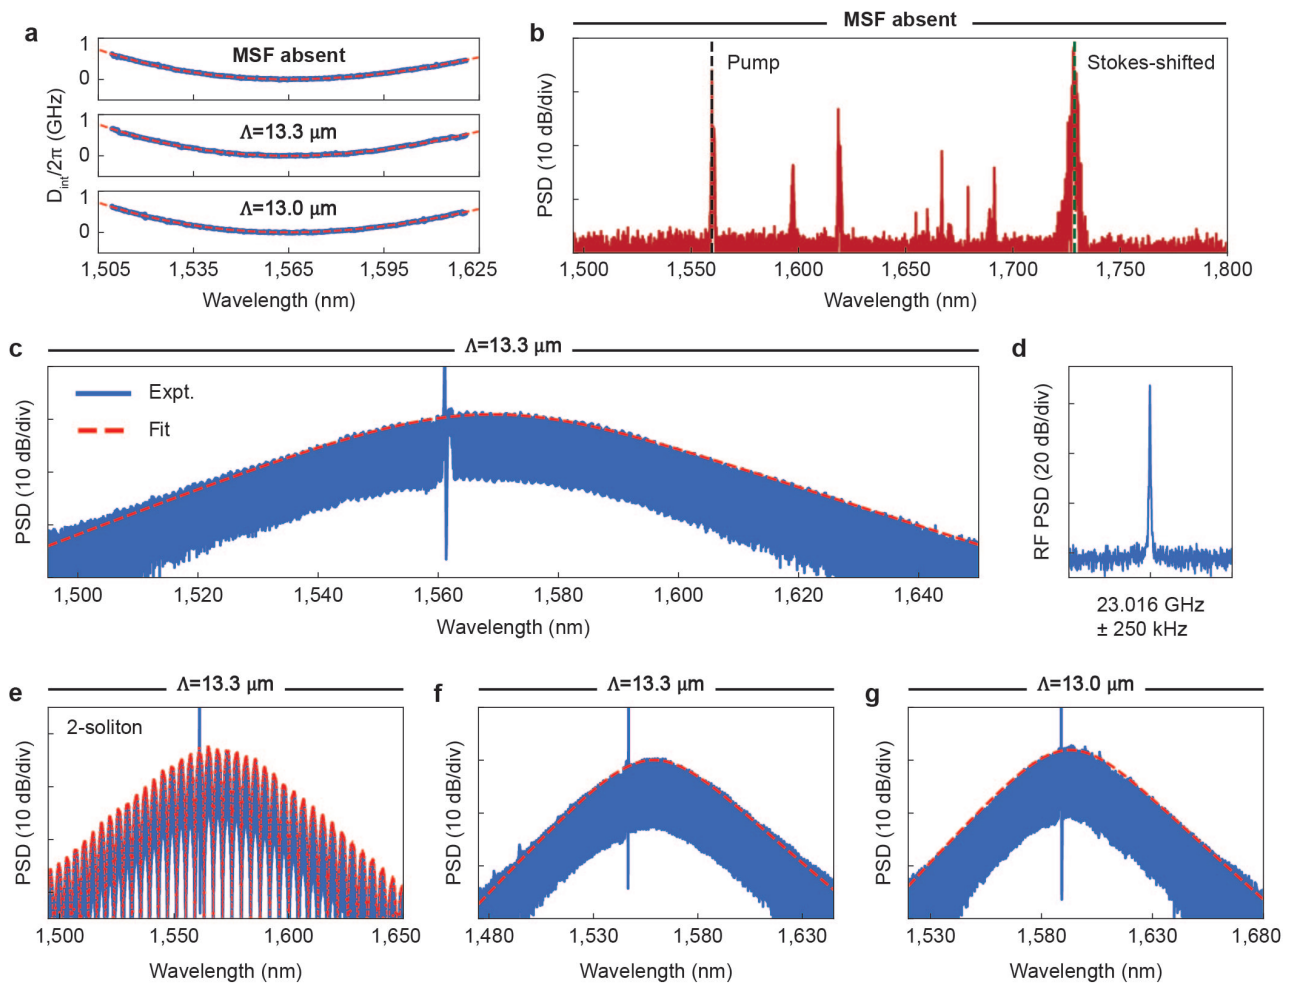 a
MSF absent
1
0
Λ=13.3 μm
1
0
Λ=13.0 μm
1
0
D_int/2π (GHz)
1,505 1,535 1,565 1,595 1,625
Wavelength (nm)
b
MSF absent
Pump
Stokes-shifted
PSD (10 dB/div)
1,500 1,550 1,600 1,650 1,700 1,750 1,800
Wavelength (nm)
c
Λ=13.3 μm
Expt.
Fit
PSD (10 dB/div)
1,500 1,520 1,540 1,560 1,580 1,600 1,620 1,640
Wavelength (nm)
d
RF PSD (20 dB/div)
23.016 GHz
± 250 kHz
e
Λ=13.3 μm
2-soliton
PSD (10 dB/div)
1,500 1,550 1,600 1,650
Wavelength (nm)
f
Λ=13.3 μm
PSD (10 dB/div)
1,480 1,530 1,580 1,630
Wavelength (nm)
g
Λ=13.0 μm
PSD (10 dB/div)
1,530 1,580 1,630 1,680
Wavelength (nm)